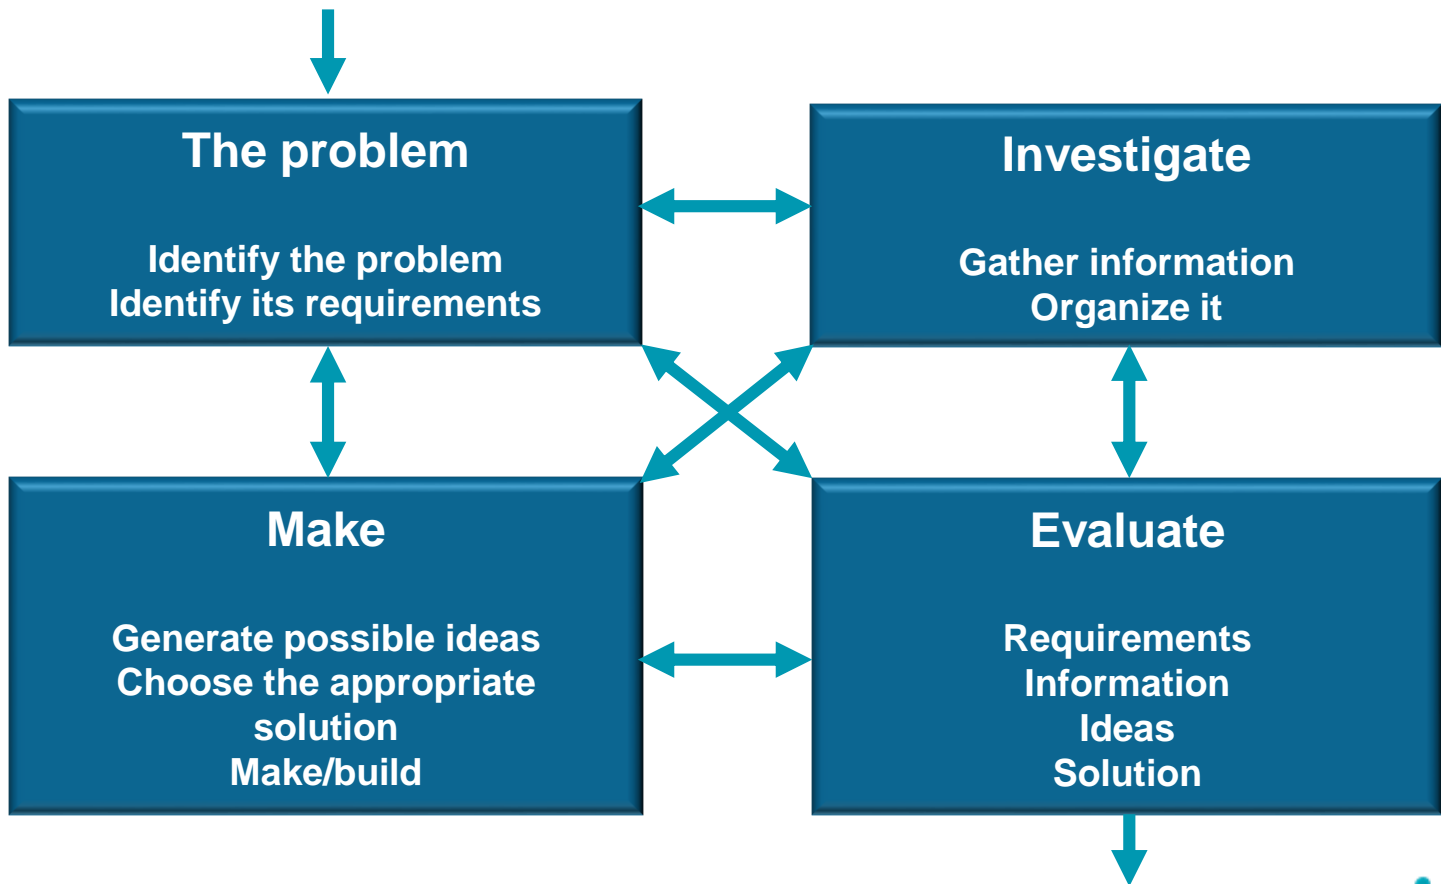 The problem
Identify the problem
Identify its requirements
Investigate
Gather information
Organize it
Make
Generate possible ideas
Choose the appropriate
solution
Make/build
Evaluate
Requirements
Information
Ideas
Solution